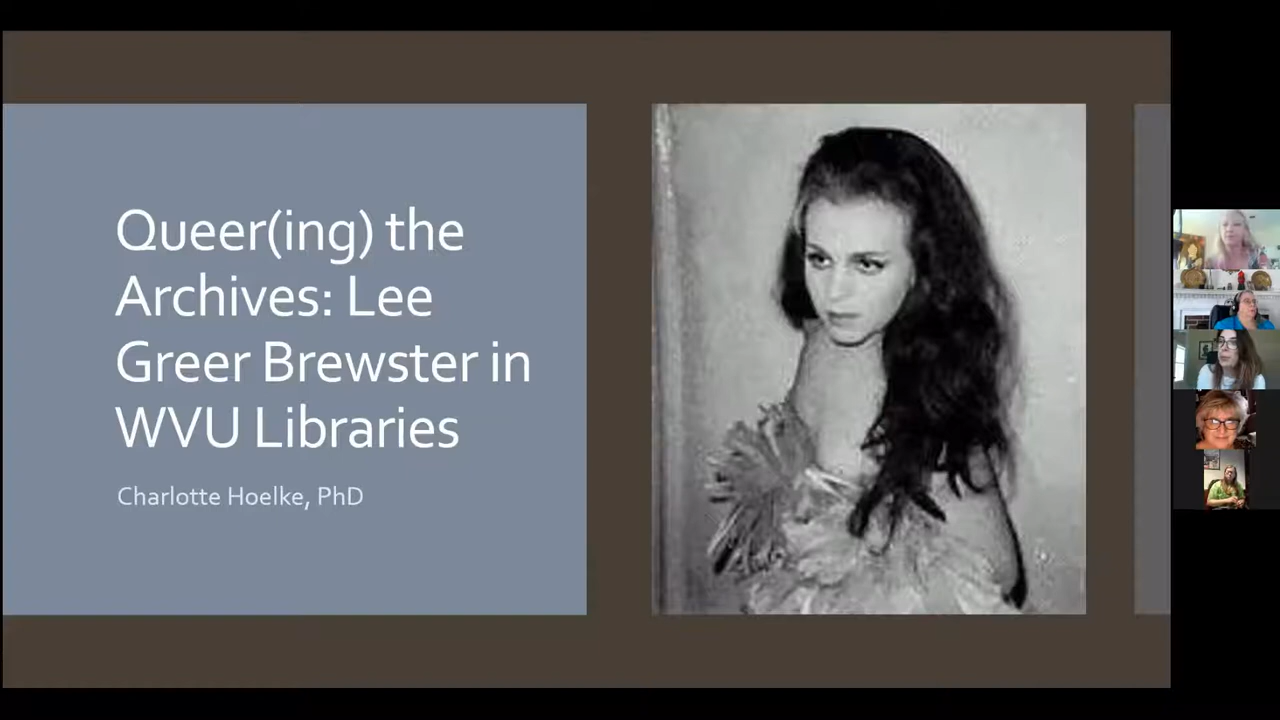 Queer(ing) the
Archives: Lee
Greer Brewster in
WVU Libraries
Charlotte Hoelke, PhD